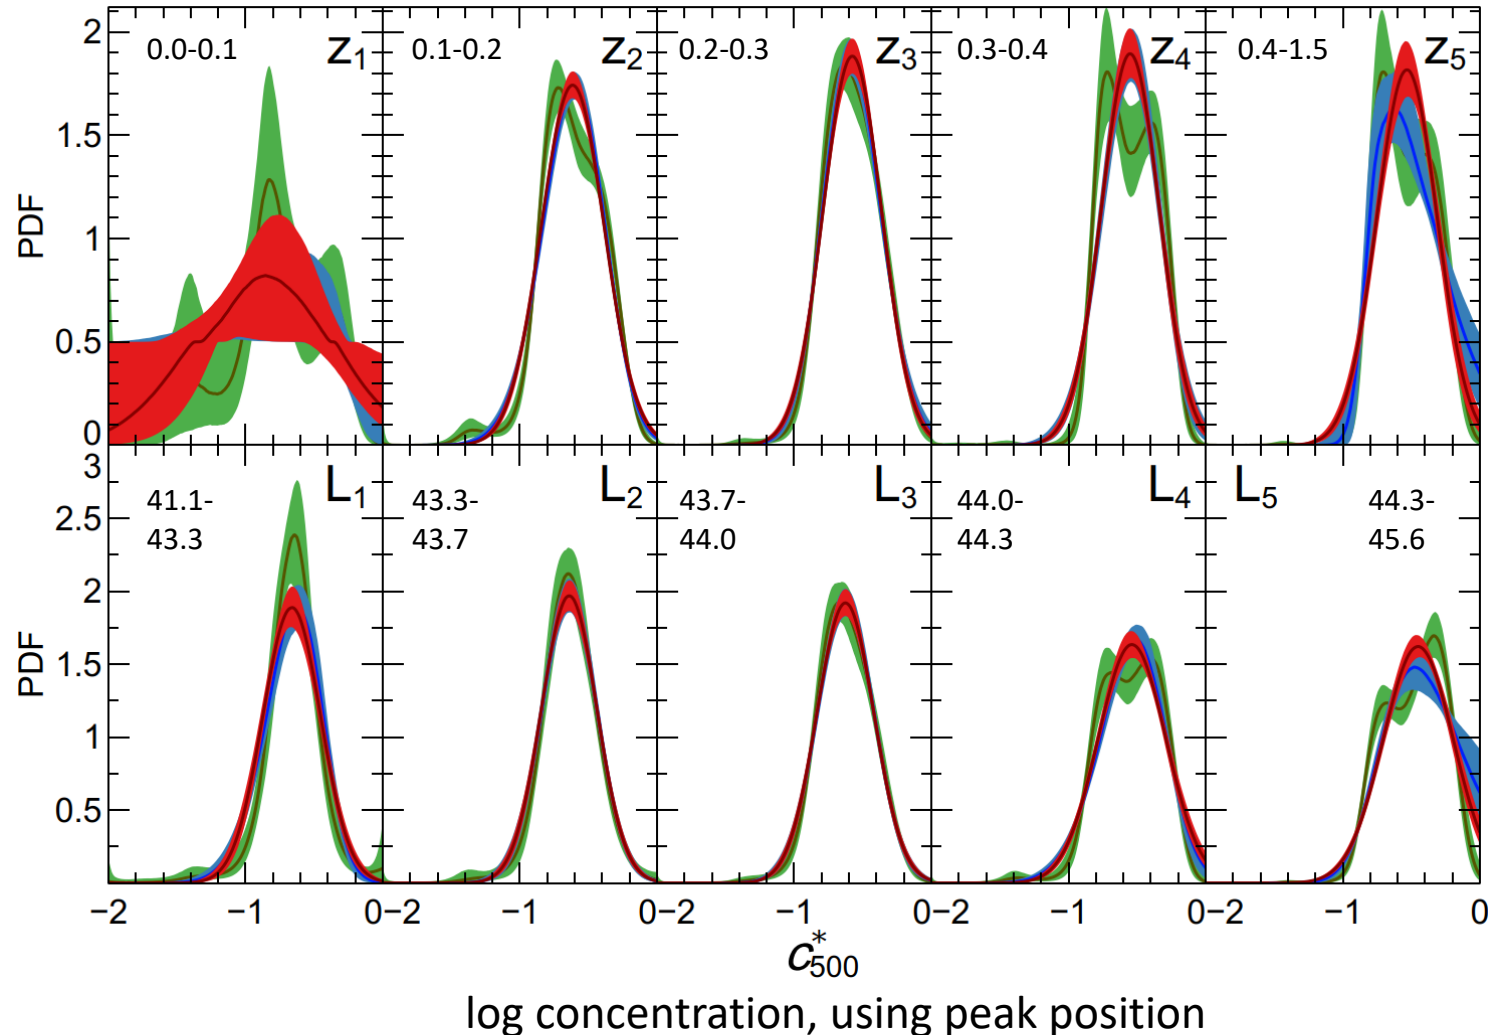 2
1.5
1
0.5
0
PDF
0.0-0.1
z1
0.1-0.2
z2
0.2-0.3
z3
0.3-0.4
z4
0.4-1.5
z5
3
2.5
2
1.5
1
0.5
PDF
41.1-
43.3
L1
43.3-
43.7
L2
43.7-
44.0
L3
44.0-
44.3
L4
L5
44.3-
45.6
−2 −1 0−2 −1 0−2 −1 0−2 −1 0−2 −1 0
c*500
log concentration, using peak position